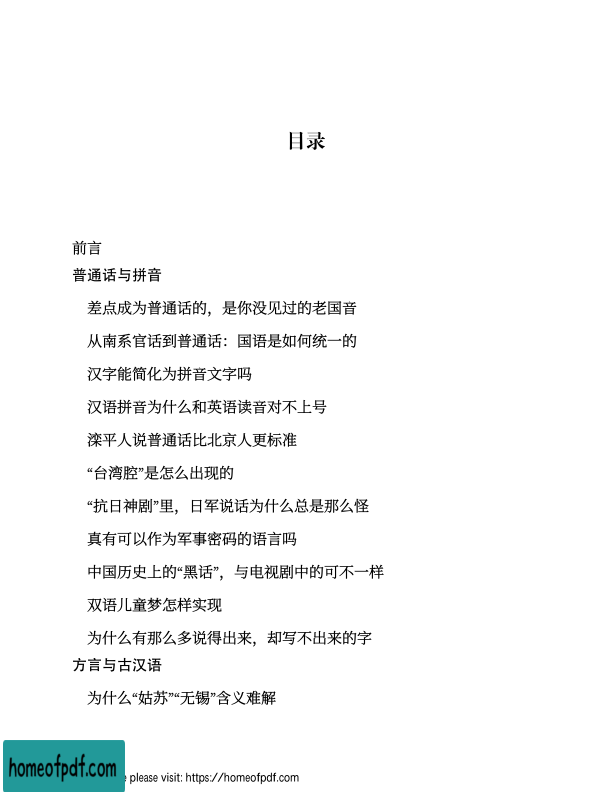 目录
前言
普通话与拼音
差点成为普通话的，是你没见过的老国音
从南系官话到普通话：国语是如何统一的
汉字能简化为拼音文字吗
汉语拼音为什么和英语读音对不上号
滦平人说普通话比北京人更标准
“台湾腔”是怎么出现的
“抗日神剧”里，日军说话为什么总是那么怪
真有可以作为军事密码的语言吗
中国历史上的“黑话”，与电视剧中的可不一样
双语儿童梦怎样实现
为什么有那么多说得出来，却写不出来的字
方言与古汉语
为什么“姑苏”“无锡”含义难解
homeofpdf.com
please visit: https://homeofpdf.com